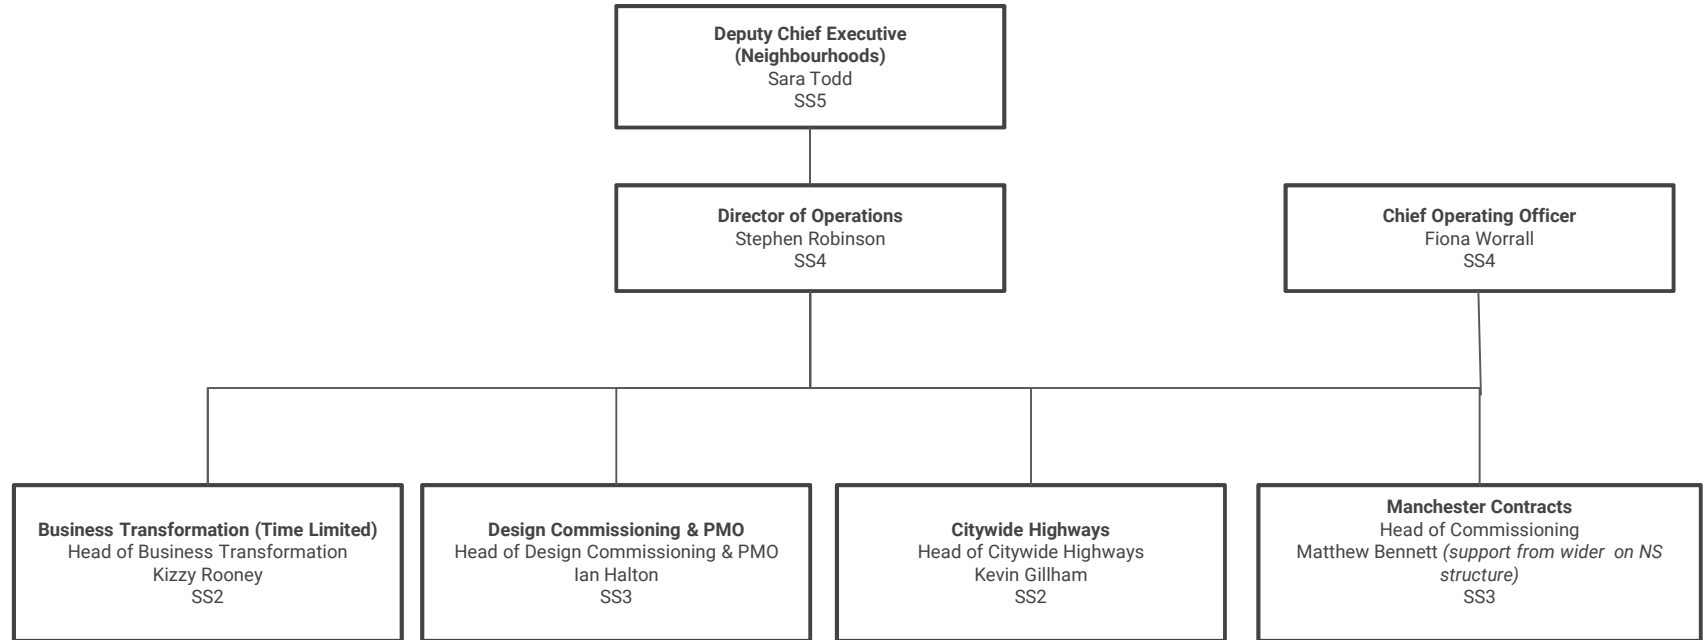 Deputy Chief Executive
(Neighbourhoods)
Sara Todd
SS5
Director of Operations
Stephen Robinson
SS4
Chief Operating Officer
Fiona Worrall
SS4
Business Transformation (Time Limited)
Head of Business Transformation
Kizzy Rooney
SS2
Design Commissioning & PMO
Head of Design Commissioning & PMO
Ian Halton
SS3
Citywide Highways
Head of Citywide Highways
Kevin Gillham
SS2
Manchester Contracts
Head of Commissioning
Matthew Bennett (support from wider on NS
structure)
SS3